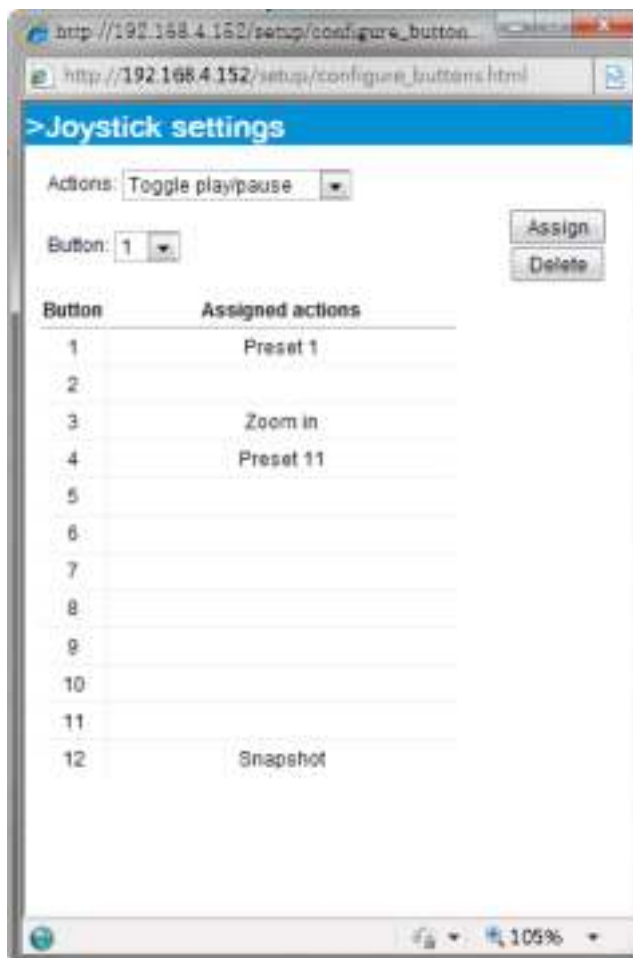 http://192.168.4.152/setup/configure_button...
http://192.168.4.152/setup/configure_buttons.html
>Joystick settings
Actions: Toggle play/pause
Button: 1
Assign
Delete
Button Assigned actions
1 Preset 1
2
3 Zoom in
4 Preset 11
5
6
7
8
9
10
11
12 Snapshot
105%